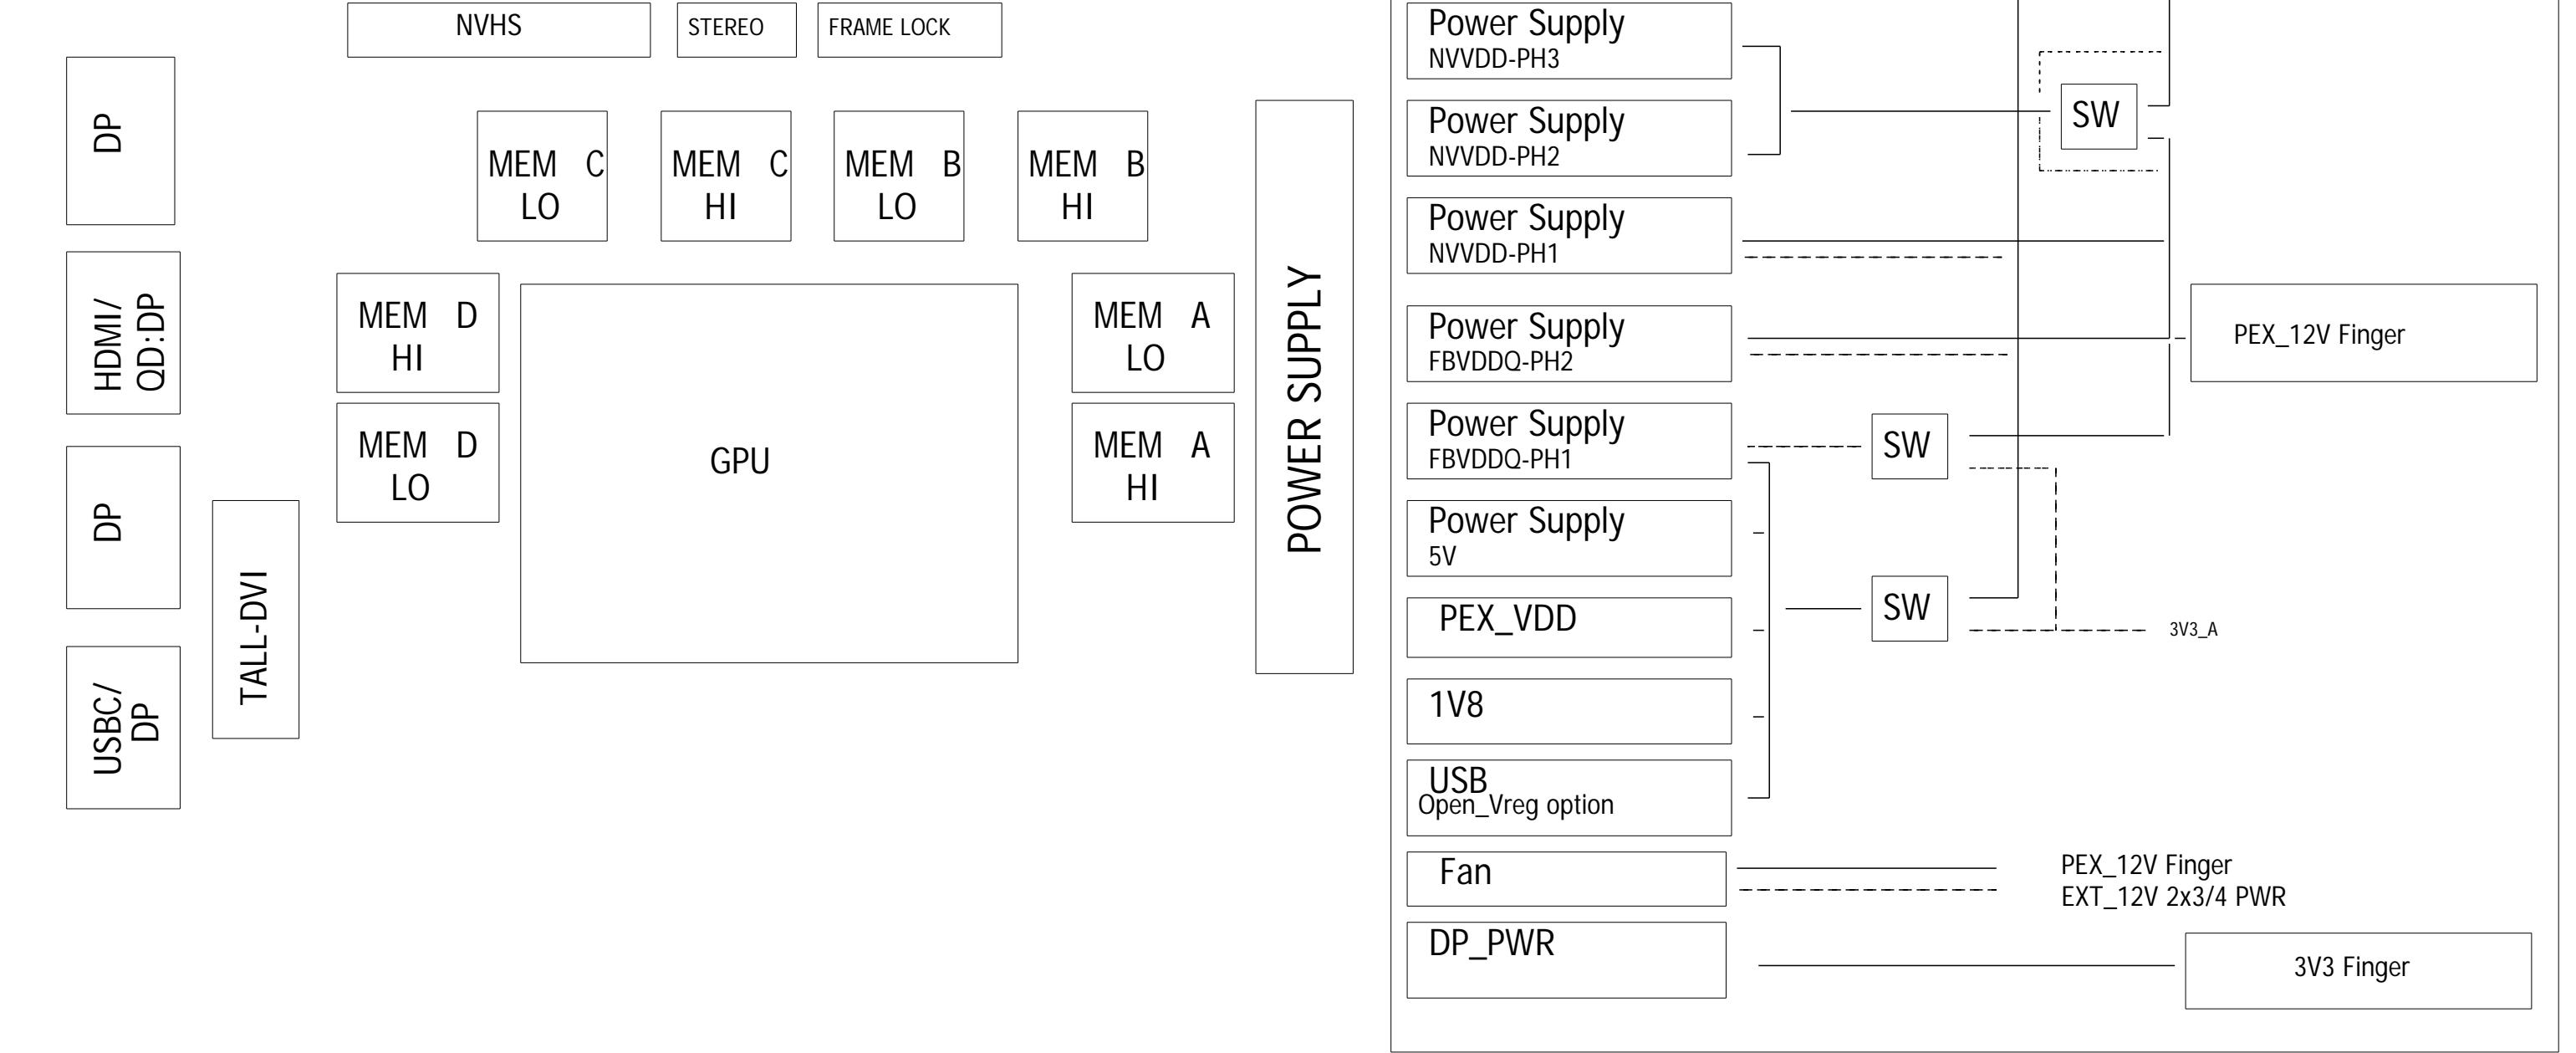 NVHS
STEREO
FRAME LOCK
DP
HDMI/
QD:DP
DP
USBC/
DP
TALL-DVI
MEM C
LO
MEM C
HI
MEM B
LO
MEM B
HI
MEM D
HI
MEM D
LO
GPU
MEM A
LO
MEM A
HI
POWER SUPPLY
Power Supply
NVVDD-PH3
Power Supply
NVVDD-PH2
Power Supply
NVVDD-PH1
Power Supply
FBVDDQ-PH2
Power Supply
FBVDDQ-PH1
Power Supply
5V
PEX_VDD
1V8
USB
Open_Vreg option
Fan
DP_PWR
SW
SW
SW
PEX_12V Finger
3V3_A
PEX_12V Finger
EXT_12V 2x3/4 PWR
3V3 Finger